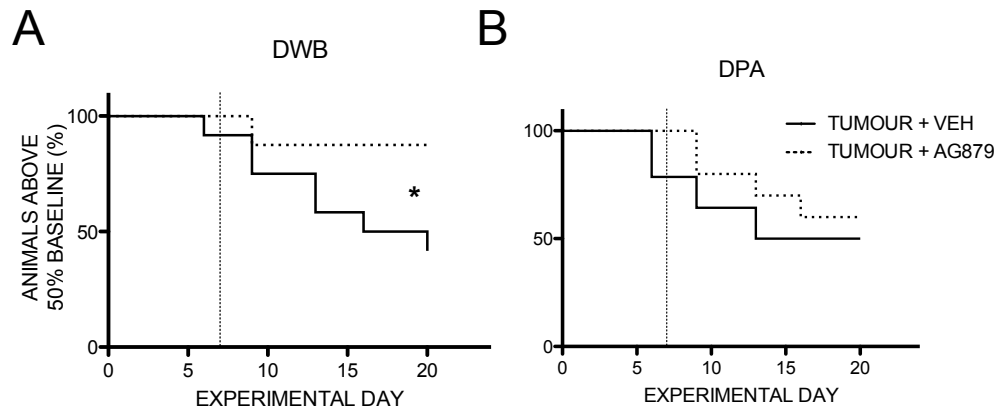 A
DWB
ANIMALS ABOVE
50% BASELINE (%)
100
50
0
0 5 10 15 20
*
EXPERIMENTAL DAY
B
DPA
100
50
0
0 5 10 15 20
EXPERIMENTAL DAY
TUMOUR + VEH
TUMOUR + AG879